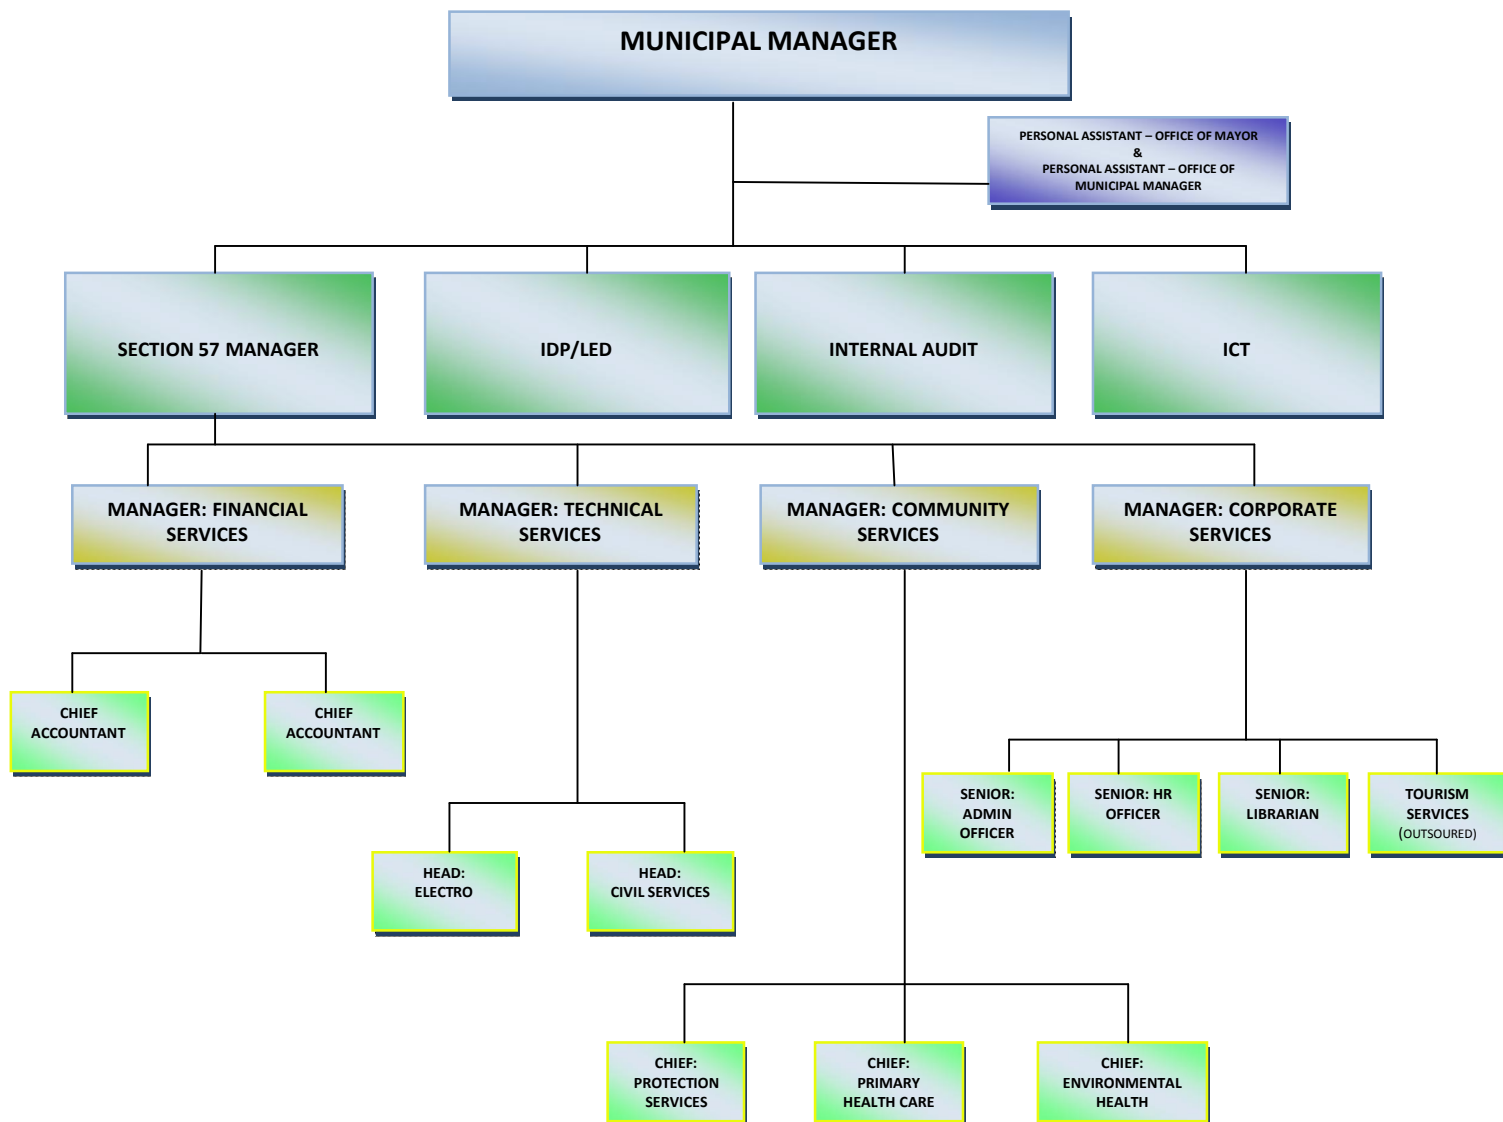 MUNICIPAL MANAGER
PERSONAL ASSISTANT – OFFICE OF MAYOR
&
PERSONAL ASSISTANT – OFFICE OF
MUNICIPAL MANAGER
SECTION 57 MANAGER
IDP/LED
INTERNAL AUDIT
ICT
MANAGER: FINANCIAL
SERVICES
MANAGER: TECHNICAL
SERVICES
MANAGER: COMMUNITY
SERVICES
MANAGER: CORPORATE
SERVICES
CHIEF
ACCOUNTANT
CHIEF
ACCOUNTANT
SENIOR:
ADMIN
OFFICER
SENIOR: HR
OFFICER
SENIOR:
LIBRARIAN
TOURISM
SERVICES
(OUTSOURED)
HEAD:
ELECTRO
HEAD:
CIVIL SERVICES
CHIEF:
PROTECTION
SERVICES
CHIEF:
PRIMARY
HEALTH CARE
CHIEF:
ENVIRONMENTAL
HEALTH